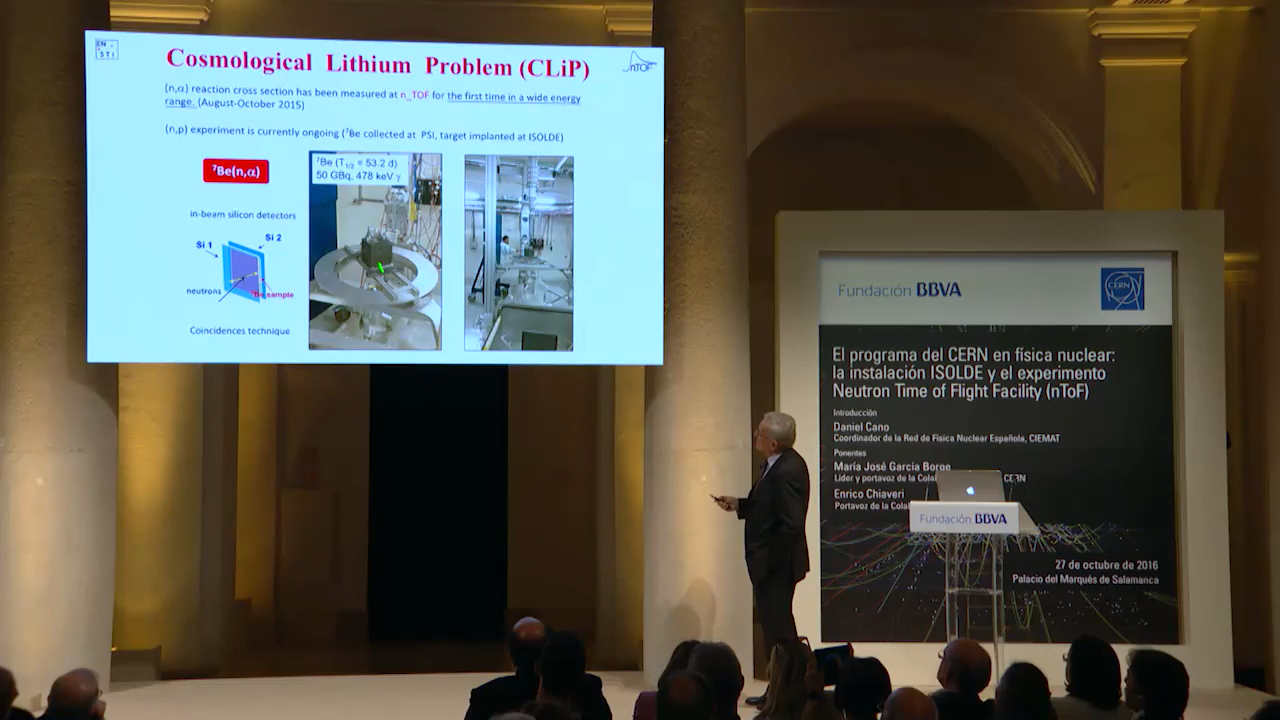 EN
STI
Cosmological Lithium Problem (CLiP)
nTOF
(n,α) reaction cross section has been measured at n_TOF for the first time in a wide energy
range. (August-October 2015)
(n,p) experiment is currently ongoing (⁷Be collected at PSI, target implanted at ISOLDE)
⁷Be(n,α)
⁷Be (T1/2 = 53.2 d)
50 GBq, 478 keV γ
in-beam silicon detectors
Si 1
Si 2
neutrons
⁷Be sample
Coincidences technique
Fundación BBVA
CERN
El programa del CERN en física nuclear:
la instalación ISOLDE y el experimento
Neutron Time of Flight Facility (nToF)
Introducción
Daniel Cano
Coordinador de la Red de Física Nuclear Española, CIEMAT
Ponentes
María José García Borge
Líder y portavoz de la CERN
Enrico Chiaveri
Portavoz de la
Fundación BBVA
27 de octubre de 2016
Palacio del Marqués de Salamanca